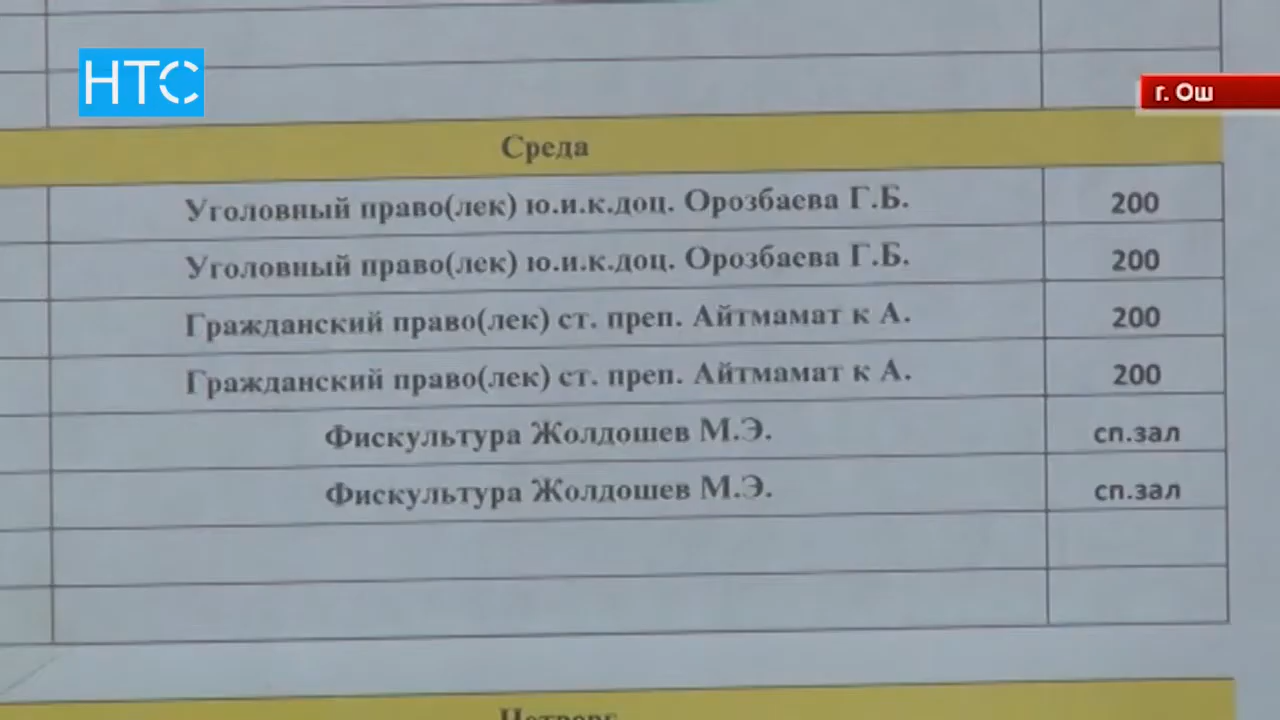 НТС
г. Ош
Среда
Уголовный право(лек) ю.и.к.доц. Орозбаева Г.Б. 200
Уголовный право(лек) ю.и.к.доц. Орозбаева Г.Б. 200
Гражданский право(лек) ст. преп. Айтмамат к А. 200
Гражданский право(лек) ст. преп. Айтмамат к А. 200
Фискультура Жолдошев М.Э. сп.зал
Фискультура Жолдошев М.Э. сп.зал
Четверг